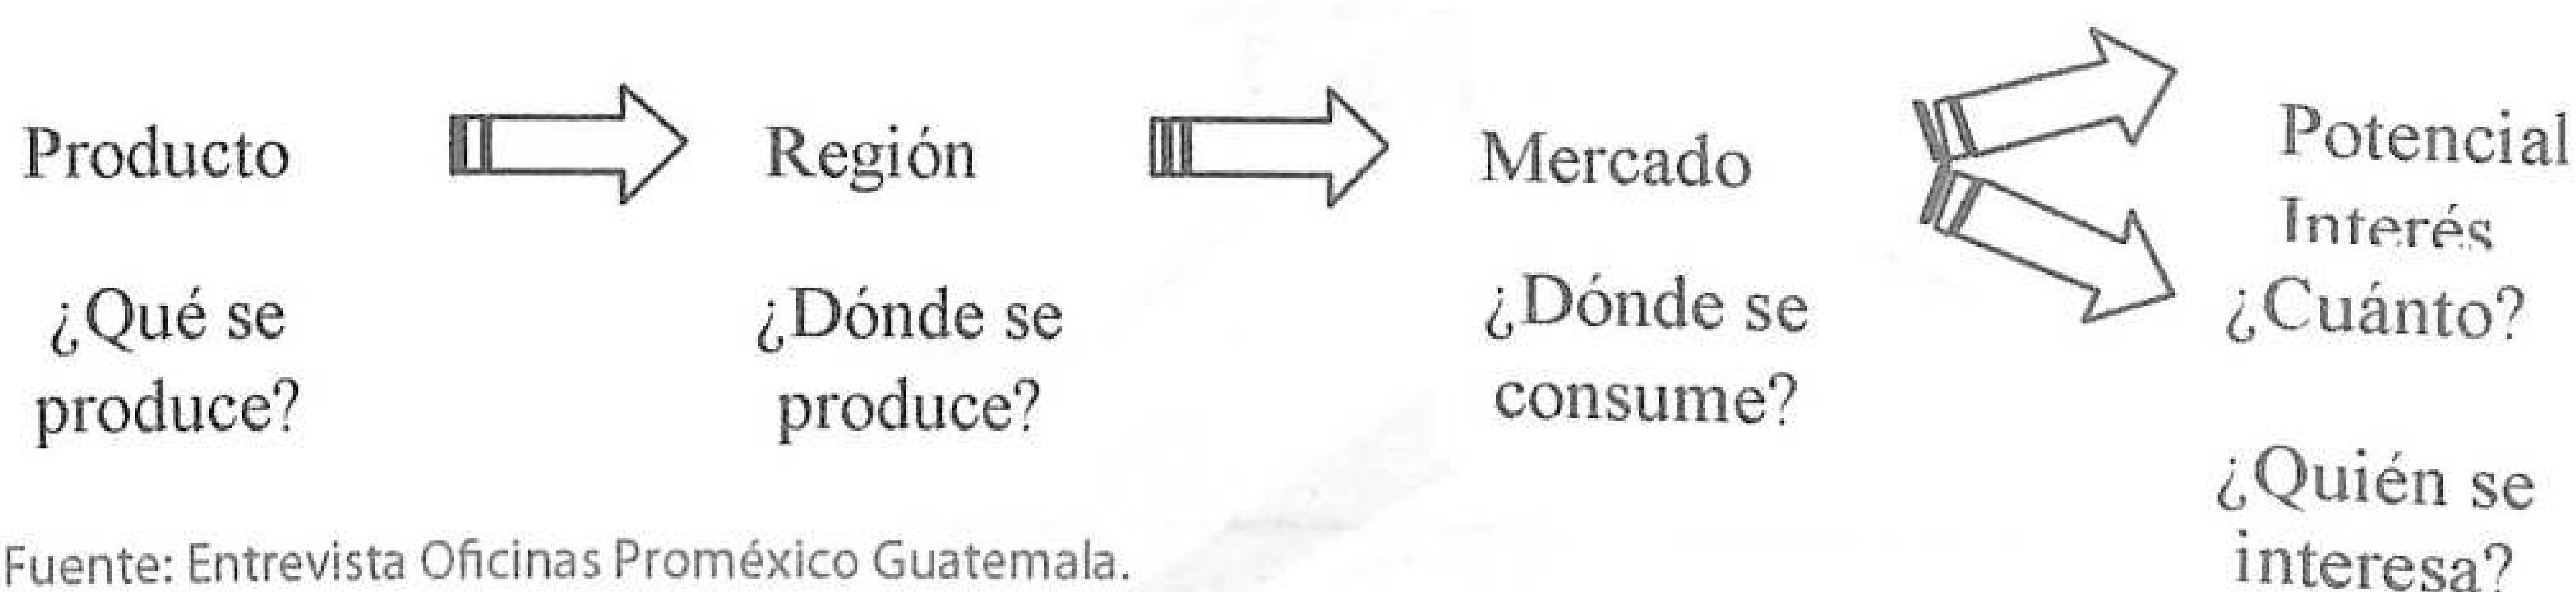 Producto
¿Qué se
produce?
Región
¿Dónde se
produce?
Mercado
¿Dónde se
consume?
Potencial
Interés
¿Cuánto?
¿Quién se
interesa?
Fuente: Entrevista Oficinas Proméxico Guatemala.